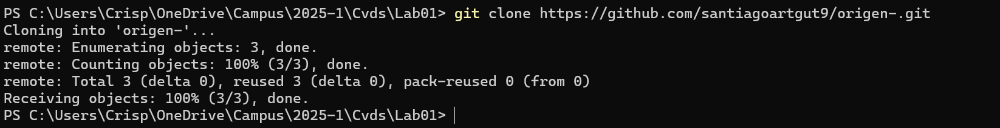 PS C:\Users\Crisp\OneDrive\Campus\2025-1\Cvds\Lab01> git clone https://github.com/santiagoartgut9/origen-.git
Cloning into 'origen-'...
remote: Enumerating objects: 3, done.
remote: Counting objects: 100% (3/3), done.
remote: Total 3 (delta 0), reused 3 (delta 0), pack-reused 0 (from 0)
Receiving objects: 100% (3/3), done.
PS C:\Users\Crisp\OneDrive\Campus\2025-1\Cvds\Lab01>